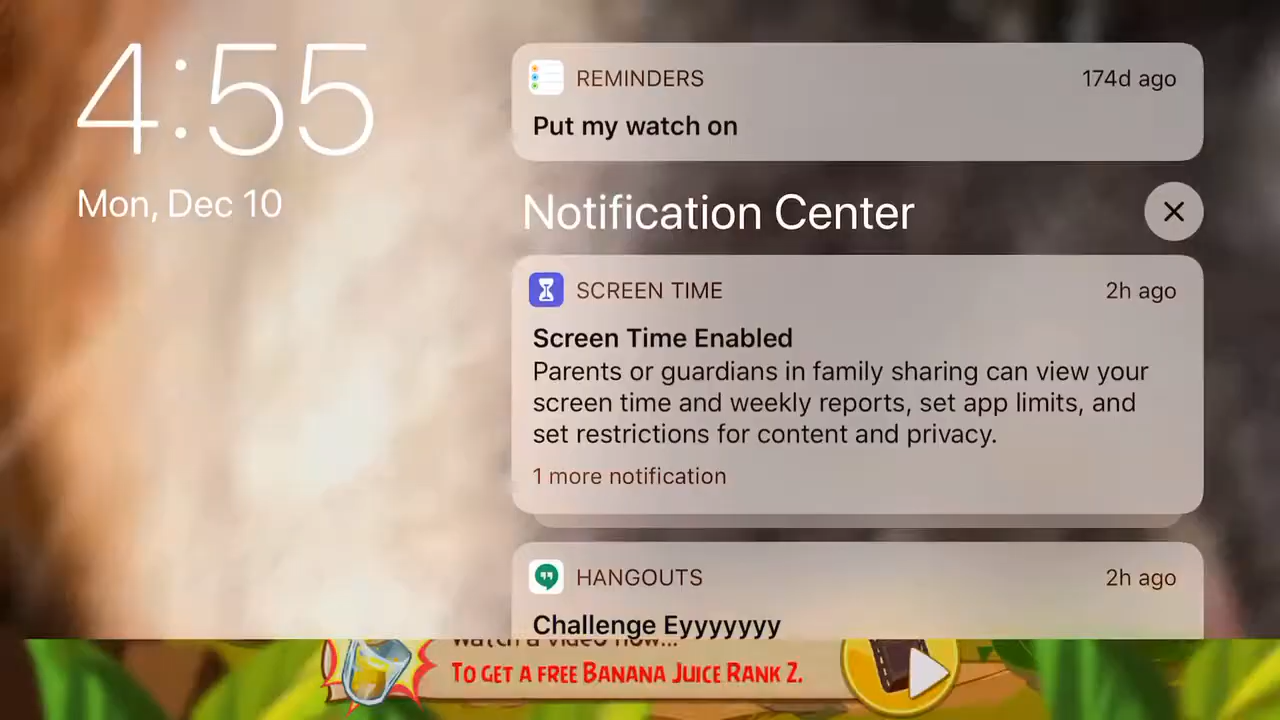 4:55
Mon, Dec 10
REMINDERS
174d ago
Put my watch on
Notification Center
SCREEN TIME
2h ago
Screen Time Enabled
Parents or guardians in family sharing can view your
screen time and weekly reports, set app limits, and
set restrictions for content and privacy.
1 more notification
HANGOUTS
2h ago
Challenge Eyyyyyyy
Watch a video now...
TO GET A FREE BANANA JUICE RANK 2.